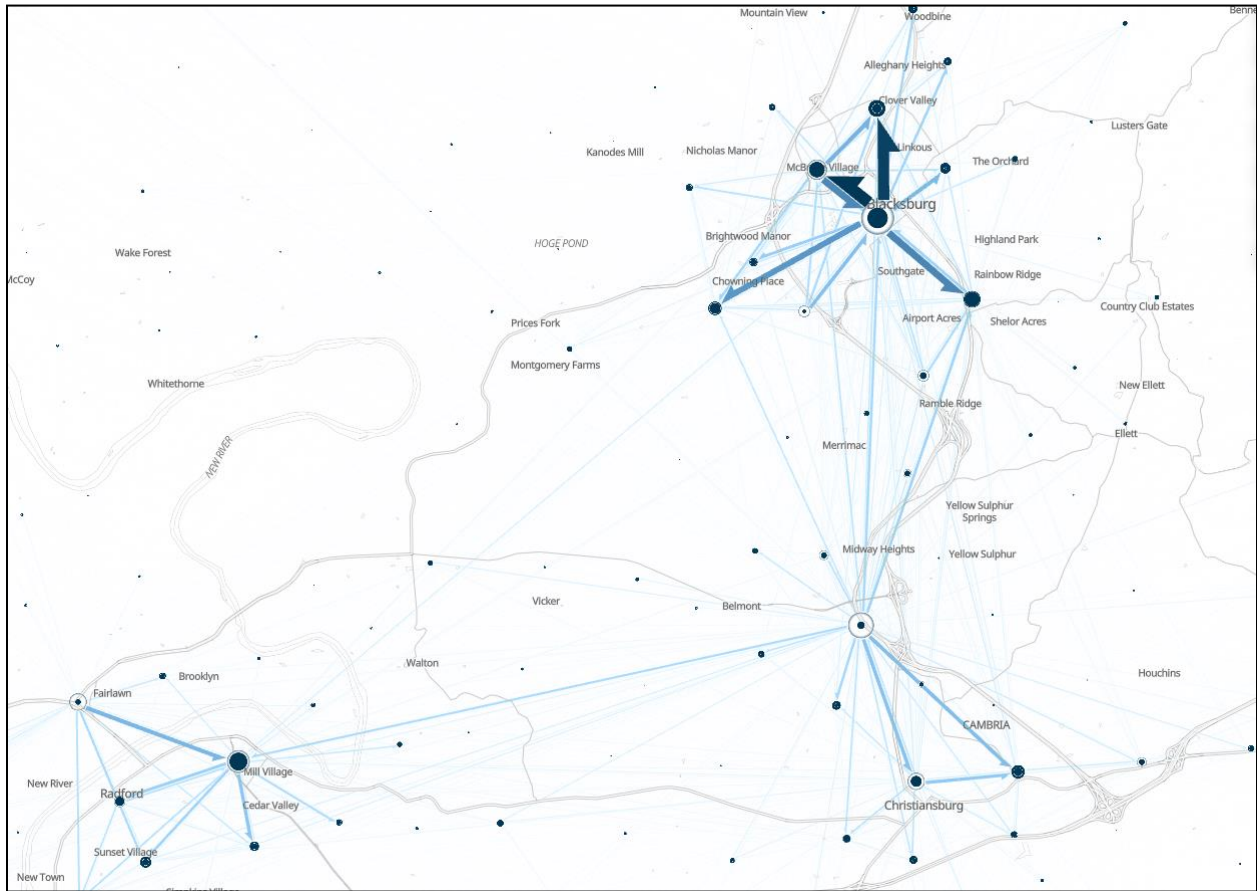 Mountain View
Woodbine
Benne
Alleghany Heights
Clover Valley
Lusters Gate
Linkous
Kanodes Mill
Nicholas Manor
McB Village
The Orchard
Blacksburg
HOGE POND
Brightwood Manor
Highland Park
Wake Forest
McCoy
Southgate
Rainbow Ridge
Chowning Place
Country Club Estates
Prices Fork
Airport Acres
Shelor Acres
Montgomery Farms
Whitethorne
New Ellett
Ramble Ridge
Ellett
NEW RIVER
Merrimac
Yellow Sulphur
Springs
Midway Heights
Yellow Sulphur
Vicker
Belmont
Walton
Houchins
Brooklyn
Fairlawn
CAMBRIA
Mill Village
New River
Radford
Cedar Valley
Christiansburg
Sunset Village
New Town